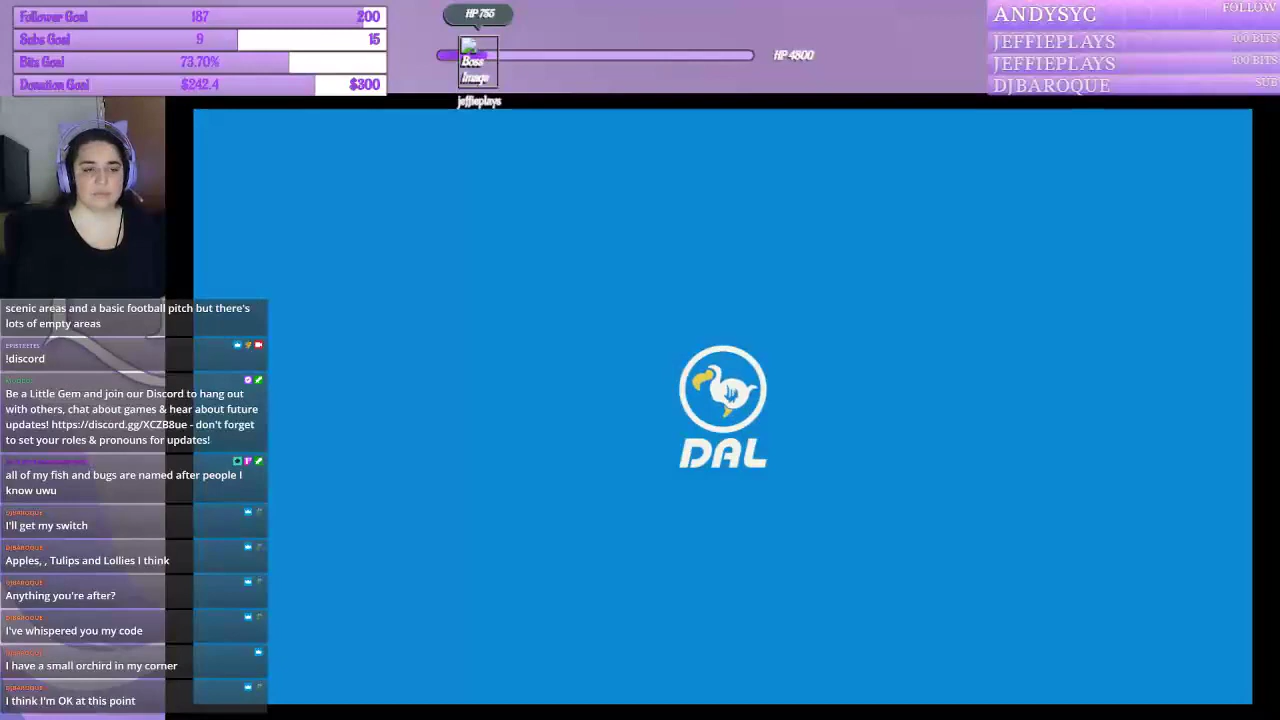 Follower Goal 187 200
Subs Goal 9 15
Bits Goal 73.70%
Donation Goal $242.4 $300
HP 755
Boss
Image
HP 4800
jeffieplays
ANDYSYC FOLLOW
JEFFIEPLAYS 100 BITS
JEFFIEPLAYS 100 BITS
DJBAROQUE SUB
scenic areas and a basic football pitch but there's
lots of empty areas
!discord
Be a Little Gem and join our Discord to hang out
with others, chat about games & hear about future
updates! https://discord.gg/XCZB8ue - don't forget
to set your roles & pronouns for updates!
all of my fish and bugs are named after people I
know uwu
DJBAROQUE
I'll get my switch
DJBAROQUE
Apples, , Tulips and Lollies I think
DJBAROQUE
Anything you're after?
DJBAROQUE
I've whispered you my code
DJBAROQUE
I have a small orchird in my corner
DJBAROQUE
I think I'm OK at this point
DAL